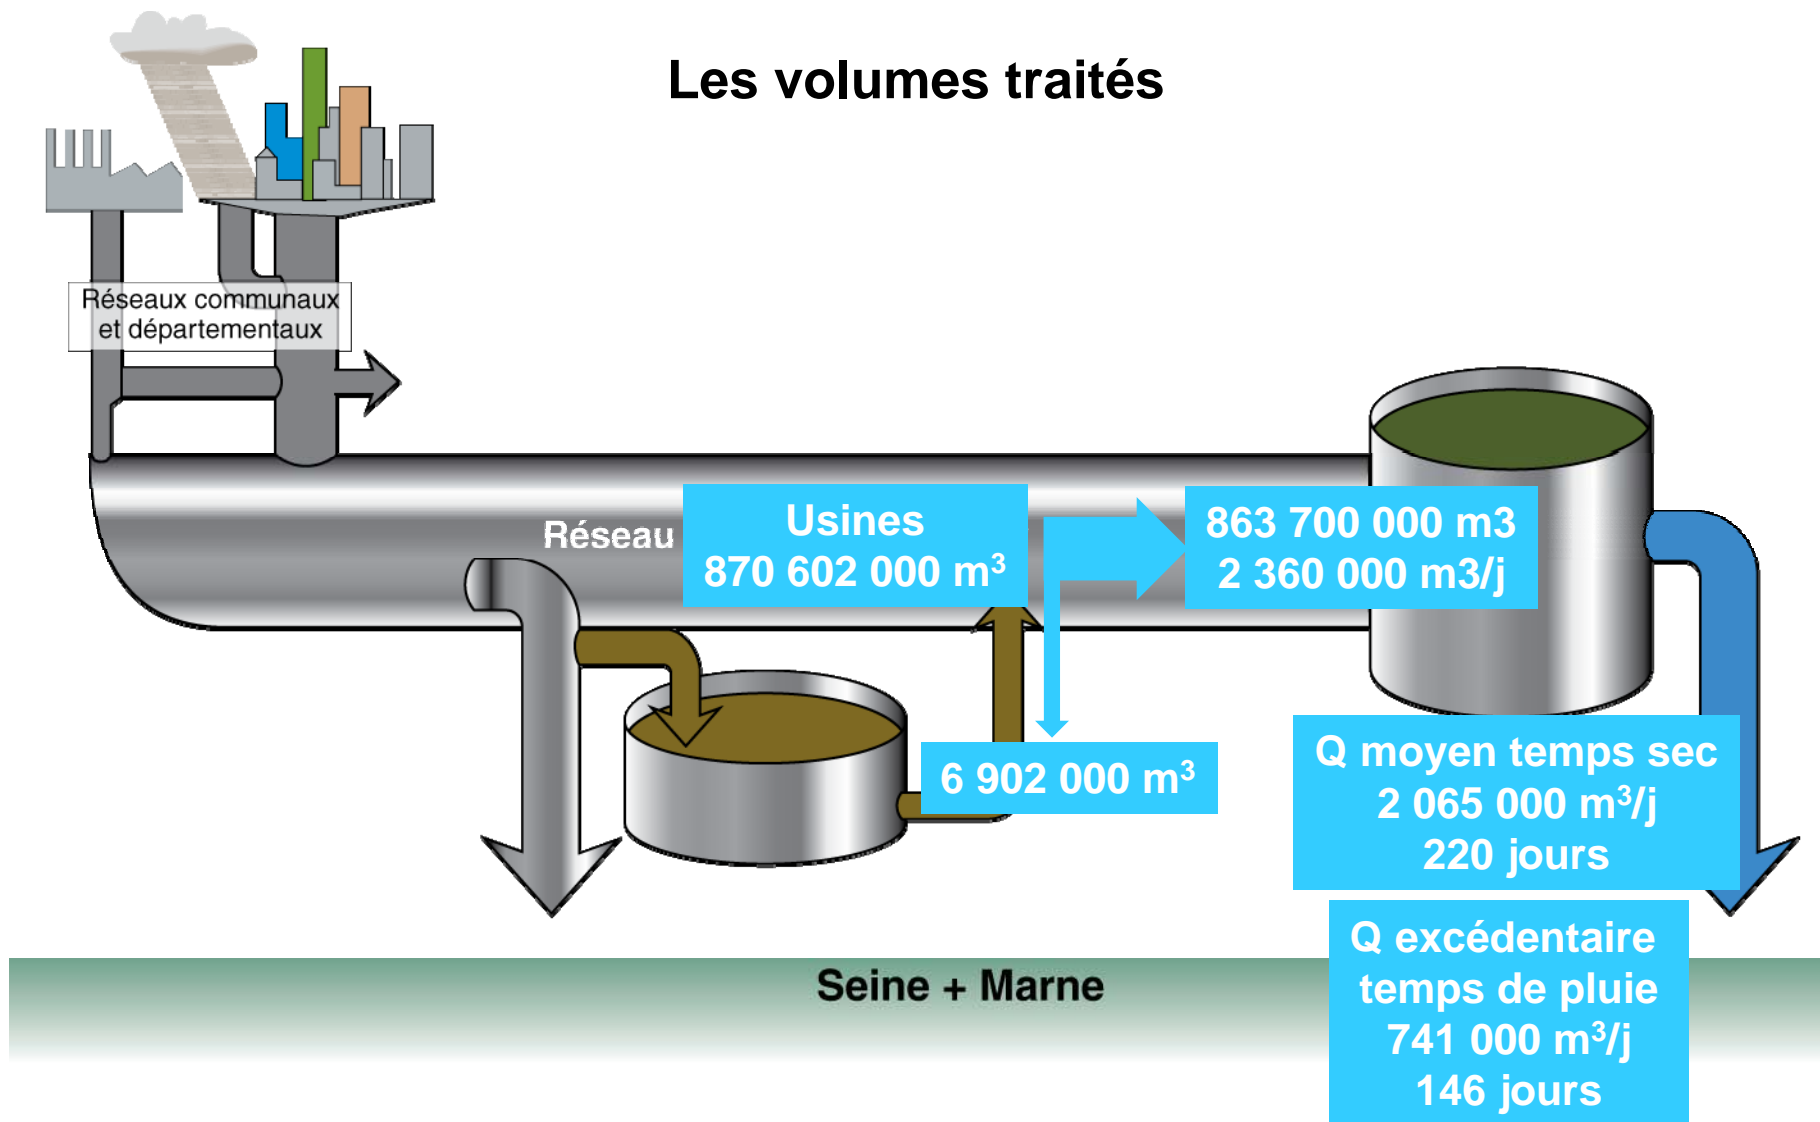 Les volumes traités
Réseaux communaux
et départementaux
Réseau
Usines
870 602 000 m³
863 700 000 m3
2 360 000 m3/j
6 902 000 m³
Q moyen temps sec
2 065 000 m³/j
220 jours
Q excédentaire
temps de pluie
741 000 m³/j
146 jours
Seine + Marne